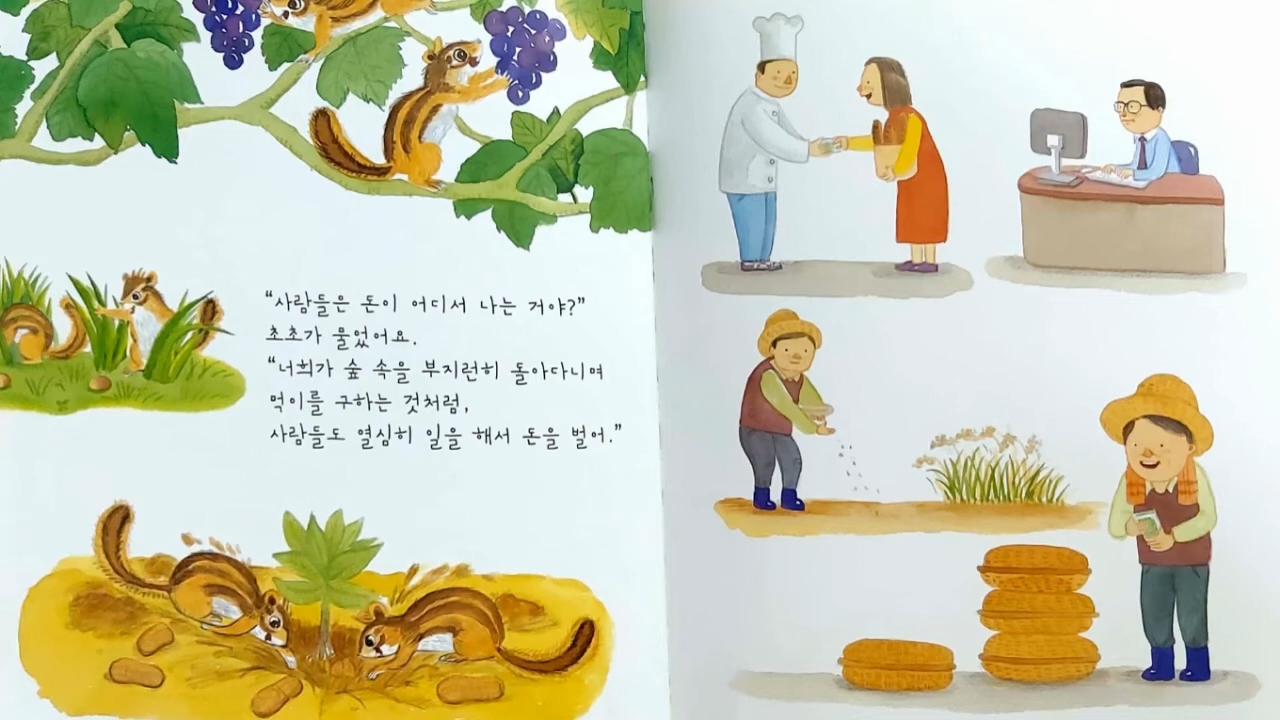 “사람들은 돈이 어디서 나는 거야?”
초초가 물었어요.
“너희가 숲 속을 부지런히 돌아다니며
먹이를 구하는 것처럼,
사람들도 열심히 일을 해서 돈을 벌어.”